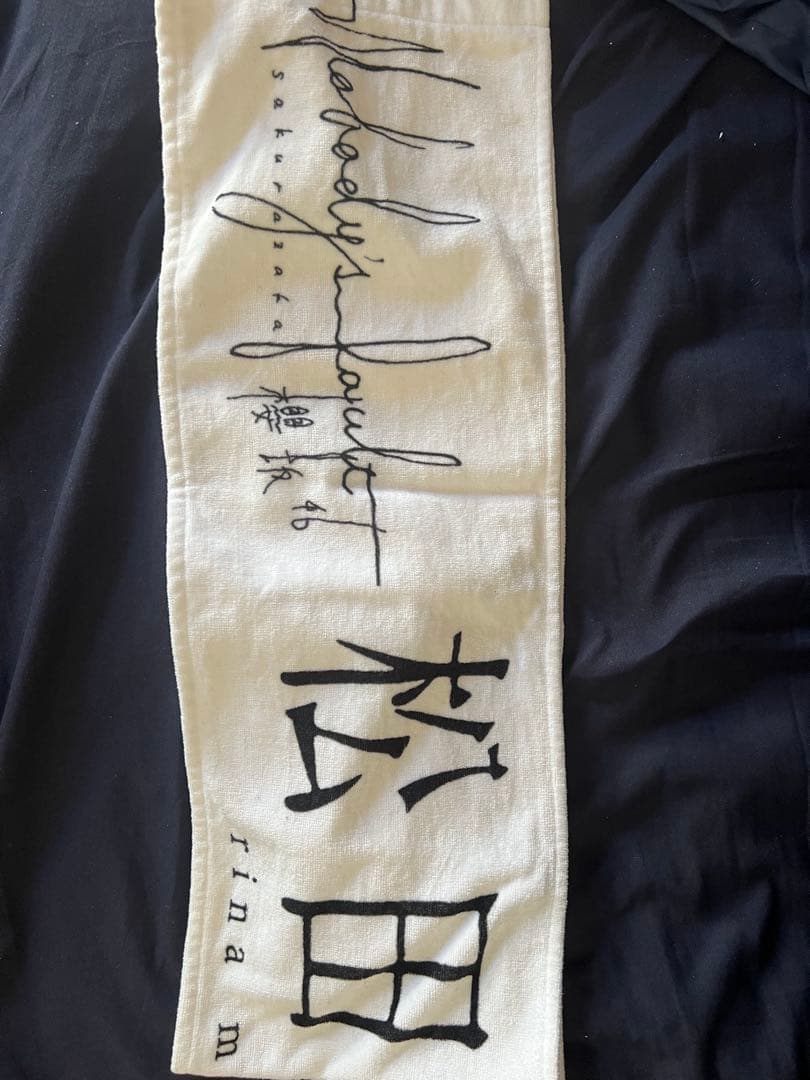 Nobody's fault
sakurazaka
櫻坂46
松田
rina m